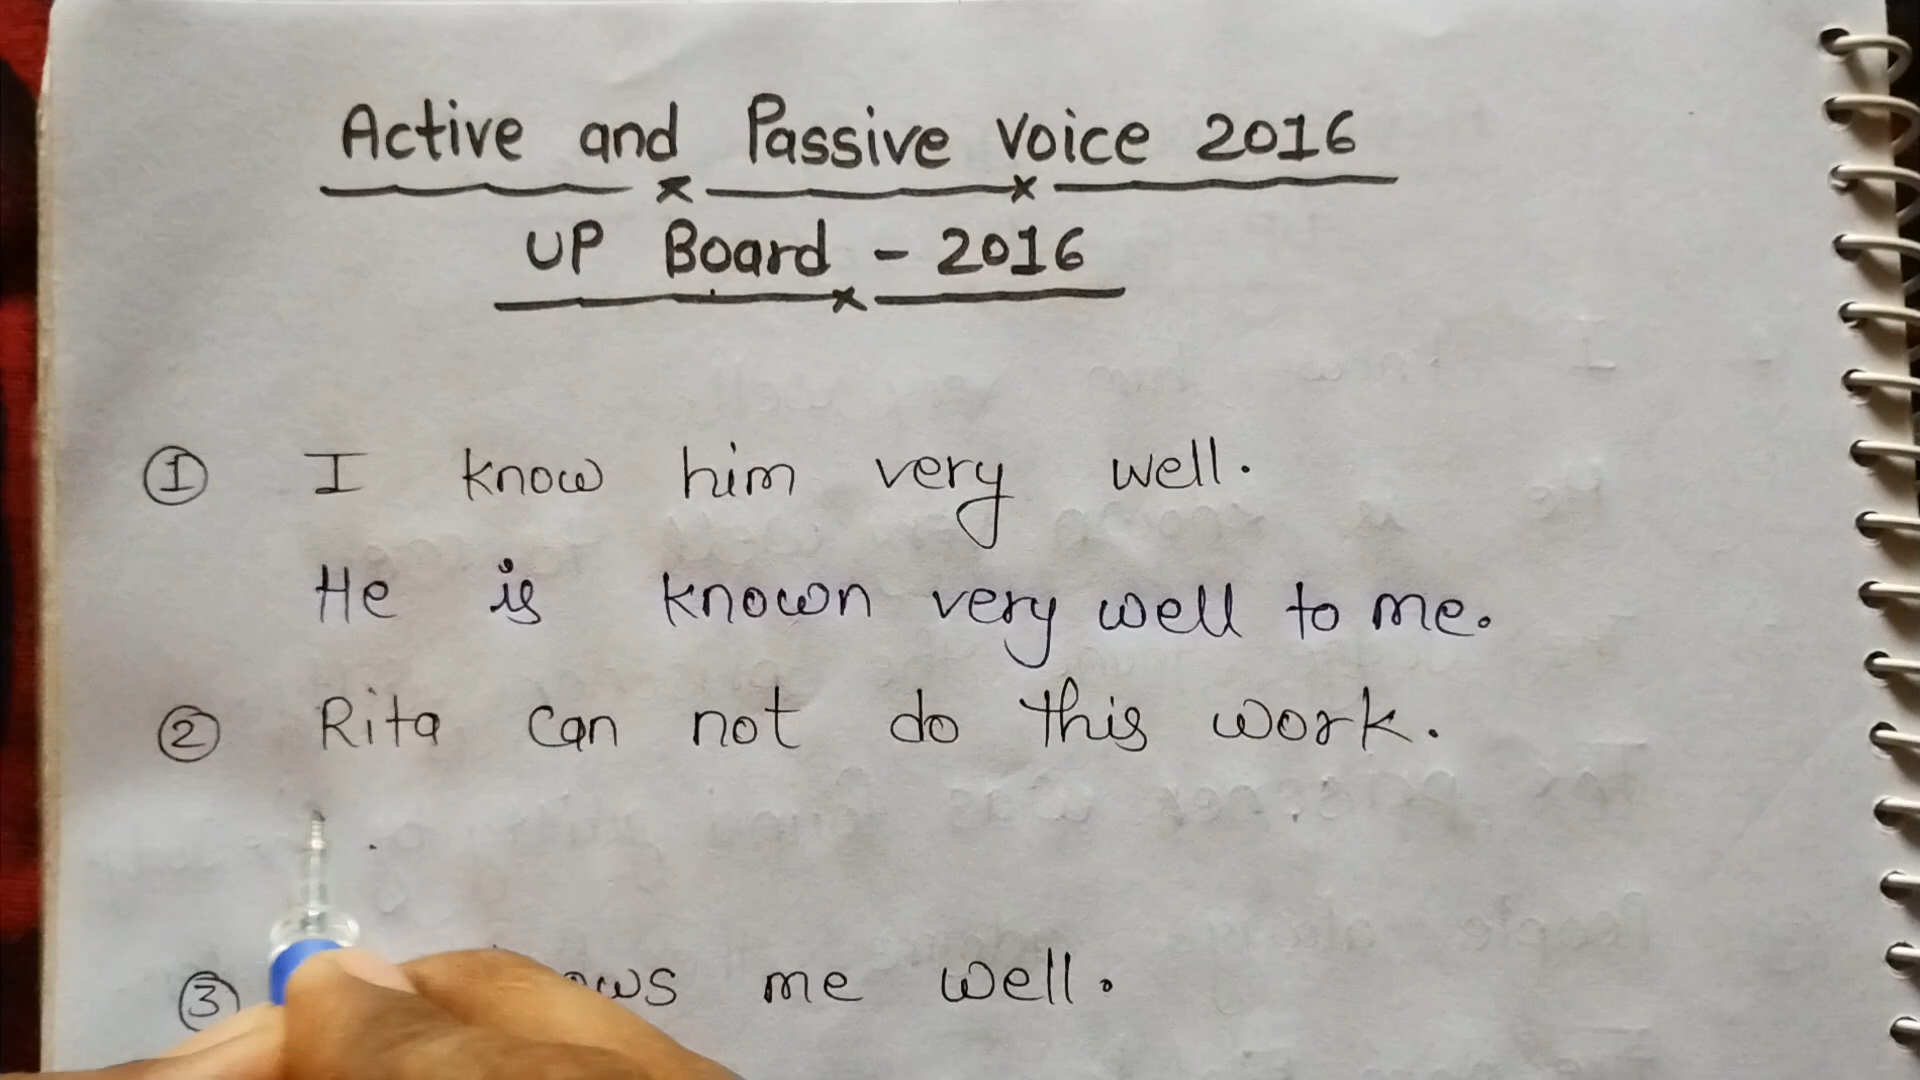 Active and Passive Voice 2016
UP Board - 2016
① I know him very well.
He is known very well to me.
② Rita can not do this work.
③ me well.